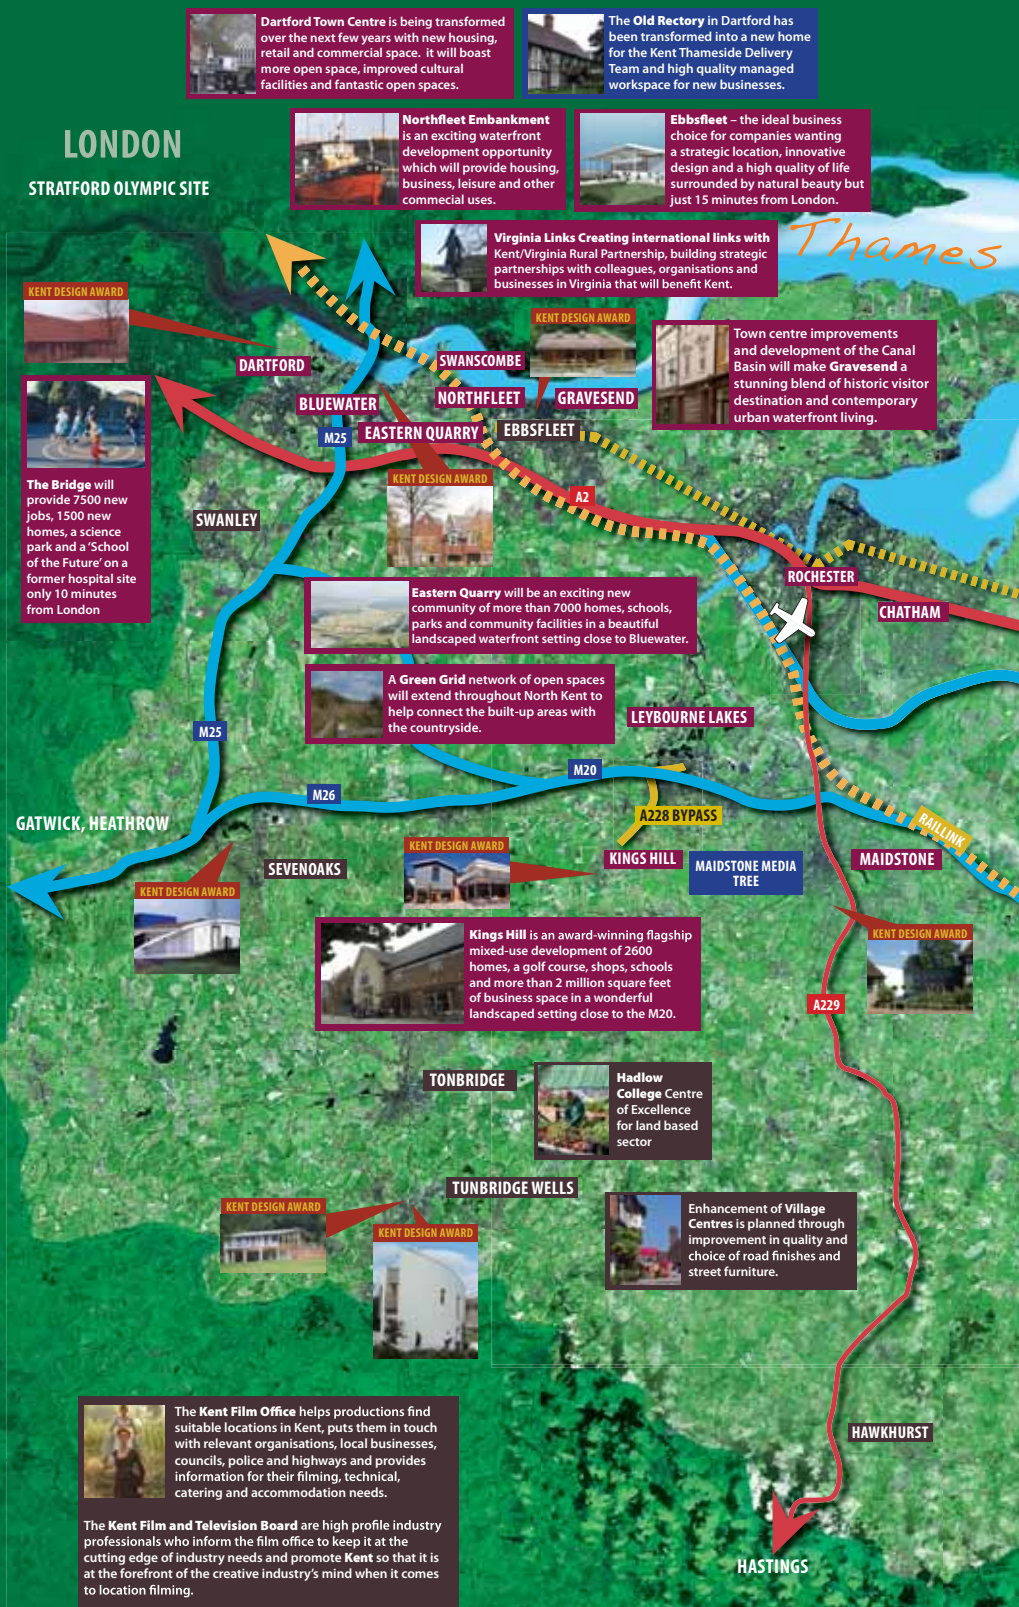 Dartford Town Centre is being transformed
over the next few years with new housing,
retail and commercial space.  it will boast
more open space, improved cultural
facilities and fantastic open spaces.
The Old Rectory in Dartford has
been transformed into a new home
for the Kent Thameside Delivery
Team and high quality managed
workspace for new businesses.
LONDON
STRATFORD OLYMPIC SITE
Northfleet Embankment
is an exciting waterfront
development opportunity
which will provide housing,
business, leisure and other
commecial uses.
Ebbsfleet – the ideal business
choice for companies wanting
a strategic location, innovative
design and a high quality of life
surrounded by natural beauty but
just 15 minutes from London.
Virginia Links Creating international links with
Kent/Virginia Rural Partnership, building strategic
partnerships with colleagues, organisations and
businesses in Virginia that will benefit Kent.
Thames
KENT DESIGN AWARD
KENT DESIGN AWARD
Town centre improvements
and development of the Canal
Basin will make Gravesend a
stunning blend of historic visitor
destination and contemporary
urban waterfront living.
DARTFORD
SWANSCOMBE
BLUEWATER
NORTHFLEET
GRAVESEND
M25
EASTERN QUARRY
EBBSFLEET
The Bridge will
provide 7500 new
jobs, 1500 new
homes, a science
park and a ‘School
of the Future’ on a
former hospital site
only 10 minutes
from London
KENT DESIGN AWARD
A2
SWANLEY
ROCHESTER
CHATHAM
Eastern Quarry will be an exciting new
community of more than 7000 homes, schools,
parks and community facilities in a beautiful
landscaped waterfront setting close to Bluewater.
A Green Grid network of open spaces
will extend throughout North Kent to
help connect the built-up areas with
the countryside.
LEYBOURNE LAKES
M25
M20
M26
A228 BYPASS
RAILLINK
GATWICK, HEATHROW
KENT DESIGN AWARD
KINGS HILL
MAIDSTONE MEDIA
TREE
MAIDSTONE
SEVENOAKS
KENT DESIGN AWARD
KENT DESIGN AWARD
Kings Hill is an award-winning flagship
mixed-use development of 2600
homes, a golf course, shops, schools
and more than 2 million square feet
of business space in a wonderful
landscaped setting close to the M20.
A229
TONBRIDGE
Hadlow
College Centre
of Excellence
for land based
sector
TUNBRIDGE WELLS
KENT DESIGN AWARD
KENT DESIGN AWARD
Enhancement of Village
Centres is planned through
improvement in quality and
choice of road finishes and
street furniture.
The Kent Film Office helps productions find
suitable locations in Kent, puts them in touch
with relevant organisations, local businesses,
councils, police and highways and provides
information for their filming, technical,
catering and accommodation needs.
The Kent Film and Television Board are high profile industry
professionals who inform the film office to keep it at the
cutting edge of industry needs and promote Kent so that it is
at the forefront of the creative industry’s mind when it comes
to location filming.
HAWKHURST
HASTINGS